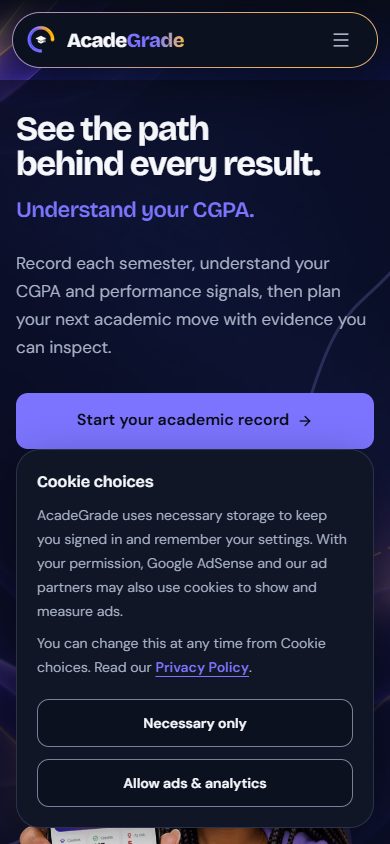 AcadeGrade
See the path
behind every result.
Understand your CGPA.
Record each semester, understand your
CGPA and performance signals, then plan
your next academic move with evidence you
can inspect.
Start your academic record →
Cookie choices
AcadeGrade uses necessary storage to keep
you signed in and remember your settings. With
your permission, Google AdSense and our ad
partners may also use cookies to show and
measure ads.
You can change this at any time from Cookie
choices. Read our Privacy Policy.
Necessary only
Allow ads & analytics